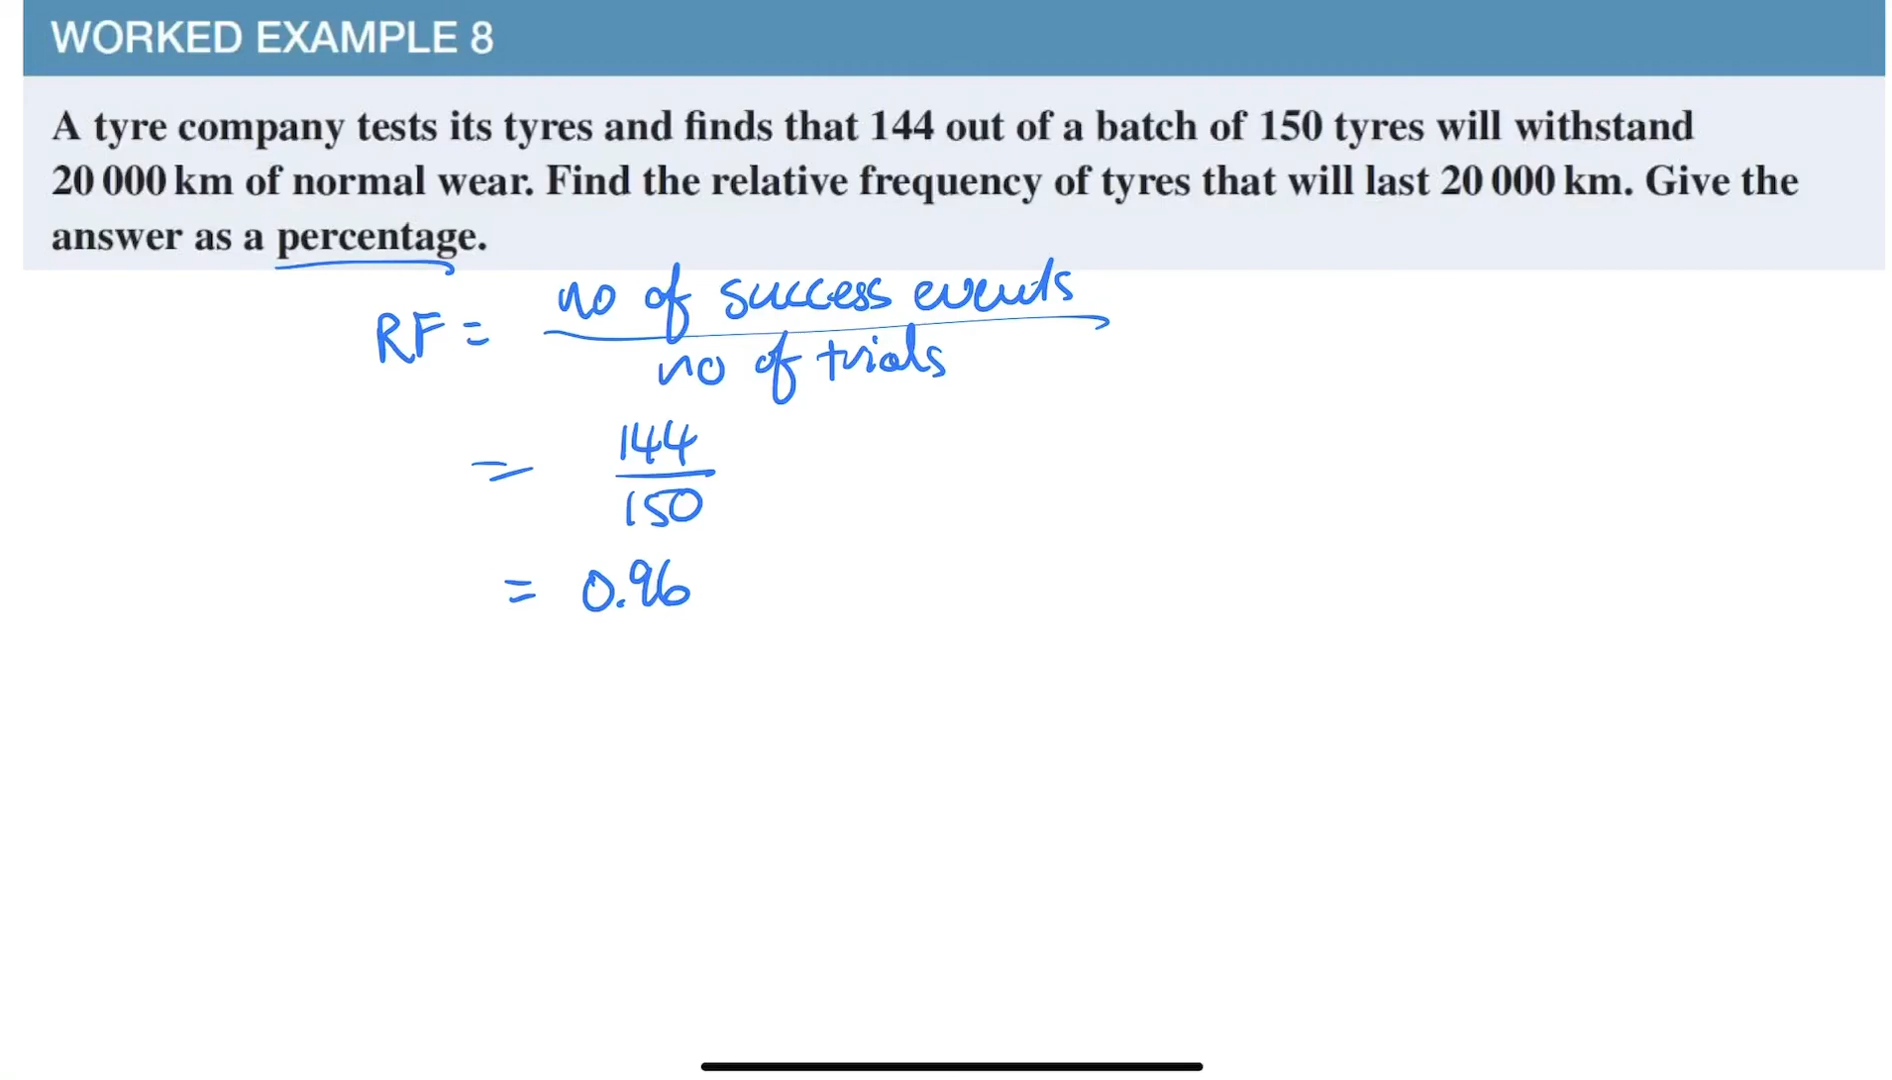 WORKED EXAMPLE 8
A tyre company tests its tyres and finds that 144 out of a batch of 150 tyres will withstand
20 000 km of normal wear. Find the relative frequency of tyres that will last 20 000 km. Give the
answer as a percentage.
no of success events
RF =
no of trials
144
=
150
= 0.96